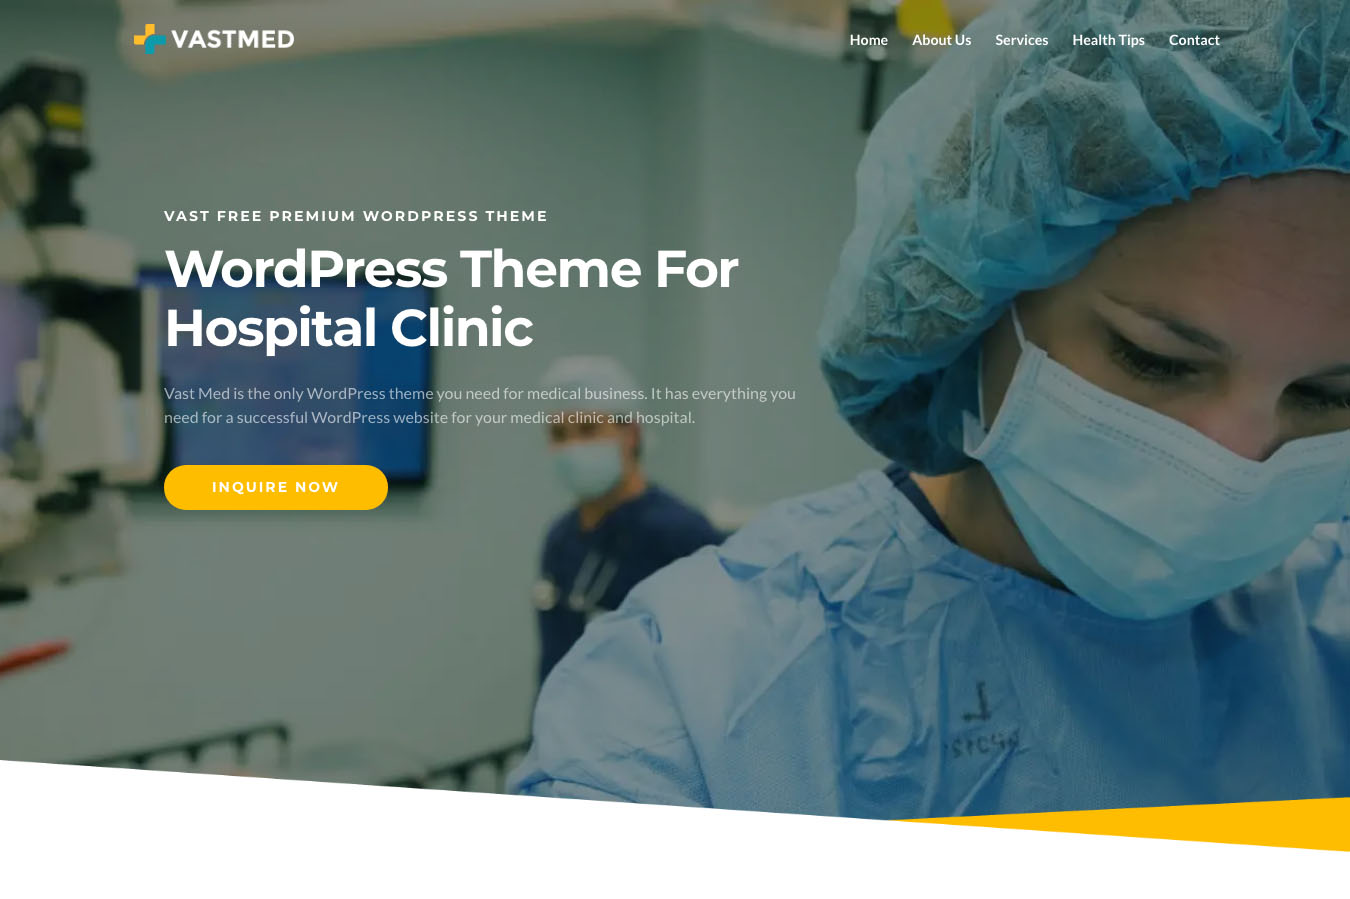 VASTMED
Home About Us Services Health Tips Contact
VAST FREE PREMIUM WORDPRESS THEME
WordPress Theme For
Hospital Clinic
Vast Med is the only WordPress theme you need for medical business. It has everything you
need for a successful WordPress website for your medical clinic and hospital.
INQUIRE NOW